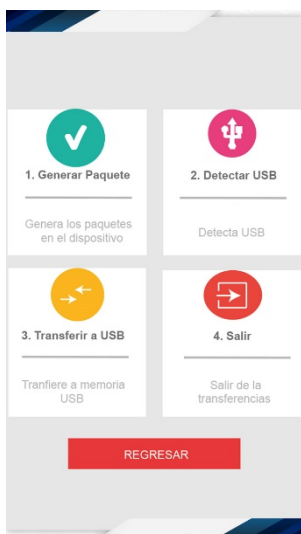 1. Generar Paquete
Genera los paquetes
en el dispositivo
2. Detectar USB
Detecta USB
3. Transferir a USB
Tranfiere a memoria
USB
4. Salir
Salir de la
transferencias
REGRESAR